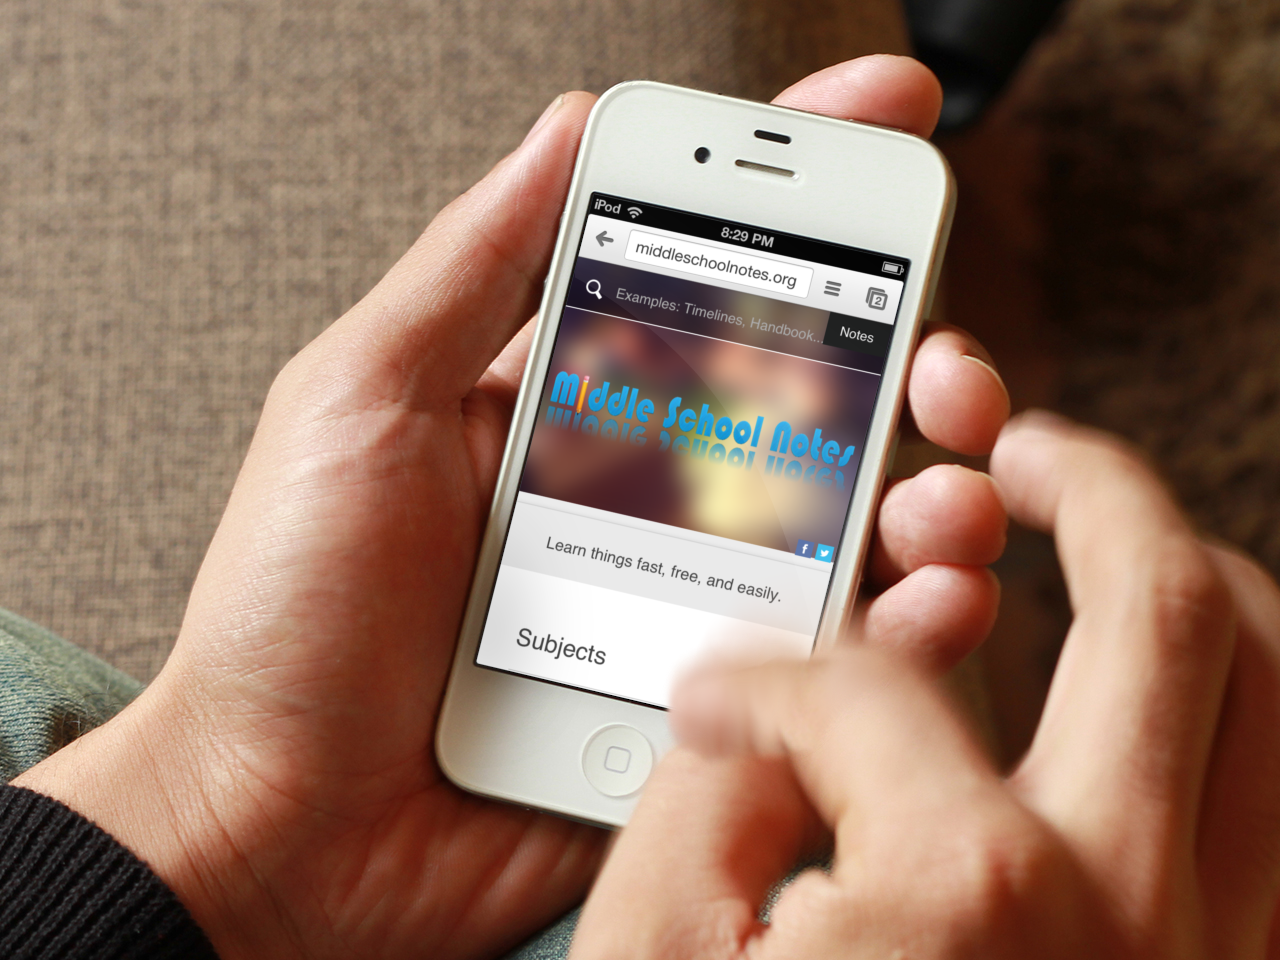 iPod
8:29 PM
middleschoolnotes.org
2
Examples: Timelines, Handbook...
Notes
Middle School Notes
f
Learn things fast, free, and easily.
Subjects